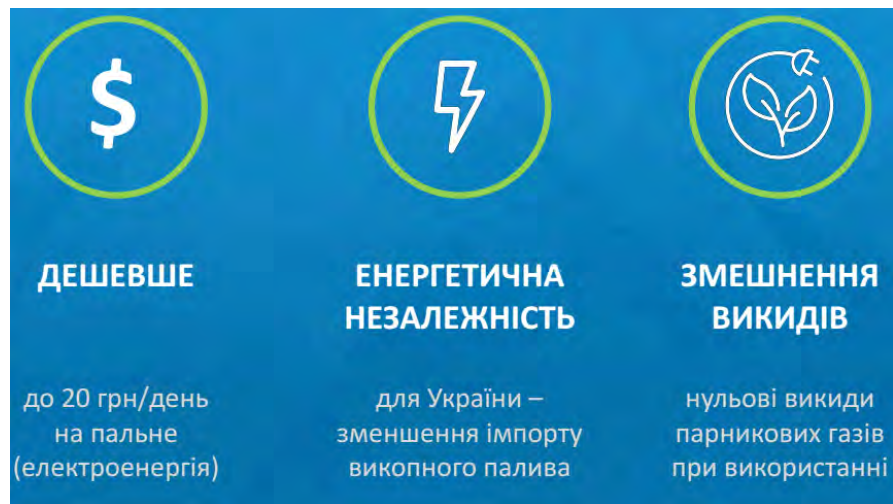 $
ДЕШЕВШЕ
до 20 грн/день
на пальне
(електроенергія)
ЕНЕРГЕТИЧНА
НЕЗАЛЕЖНІСТЬ
для України –
зменшення імпорту
викопного палива
ЗМЕШНЕННЯ
ВИКИДІВ
нульові викиди
парникових газів
при використанні